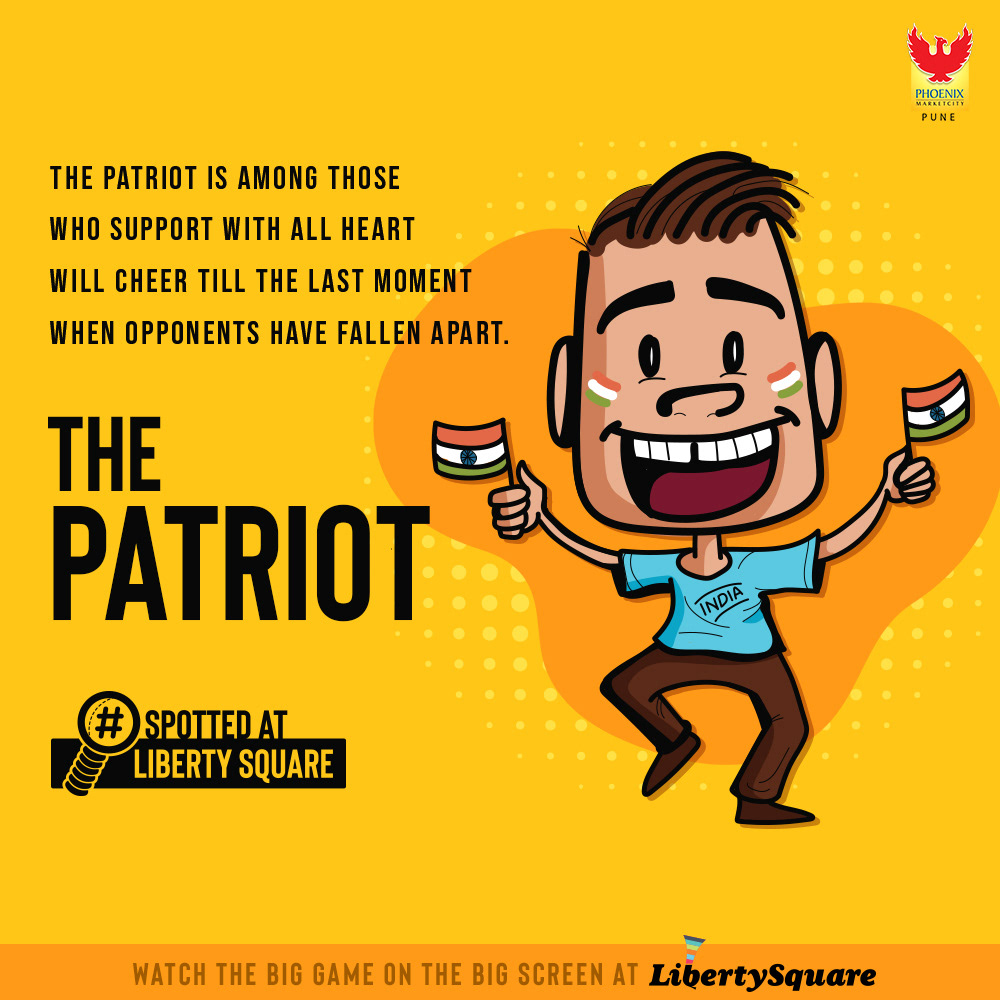 PHOENIX
MARKETCITY
PUNE
THE PATRIOT IS AMONG THOSE
WHO SUPPORT WITH ALL HEART
WILL CHEER TILL THE LAST MOMENT
WHEN OPPONENTS HAVE FALLEN APART.
THE
PATRIOT
INDIA
# SPOTTED AT
LIBERTY SQUARE
WATCH THE BIG GAME ON THE BIG SCREEN AT LibertySquare